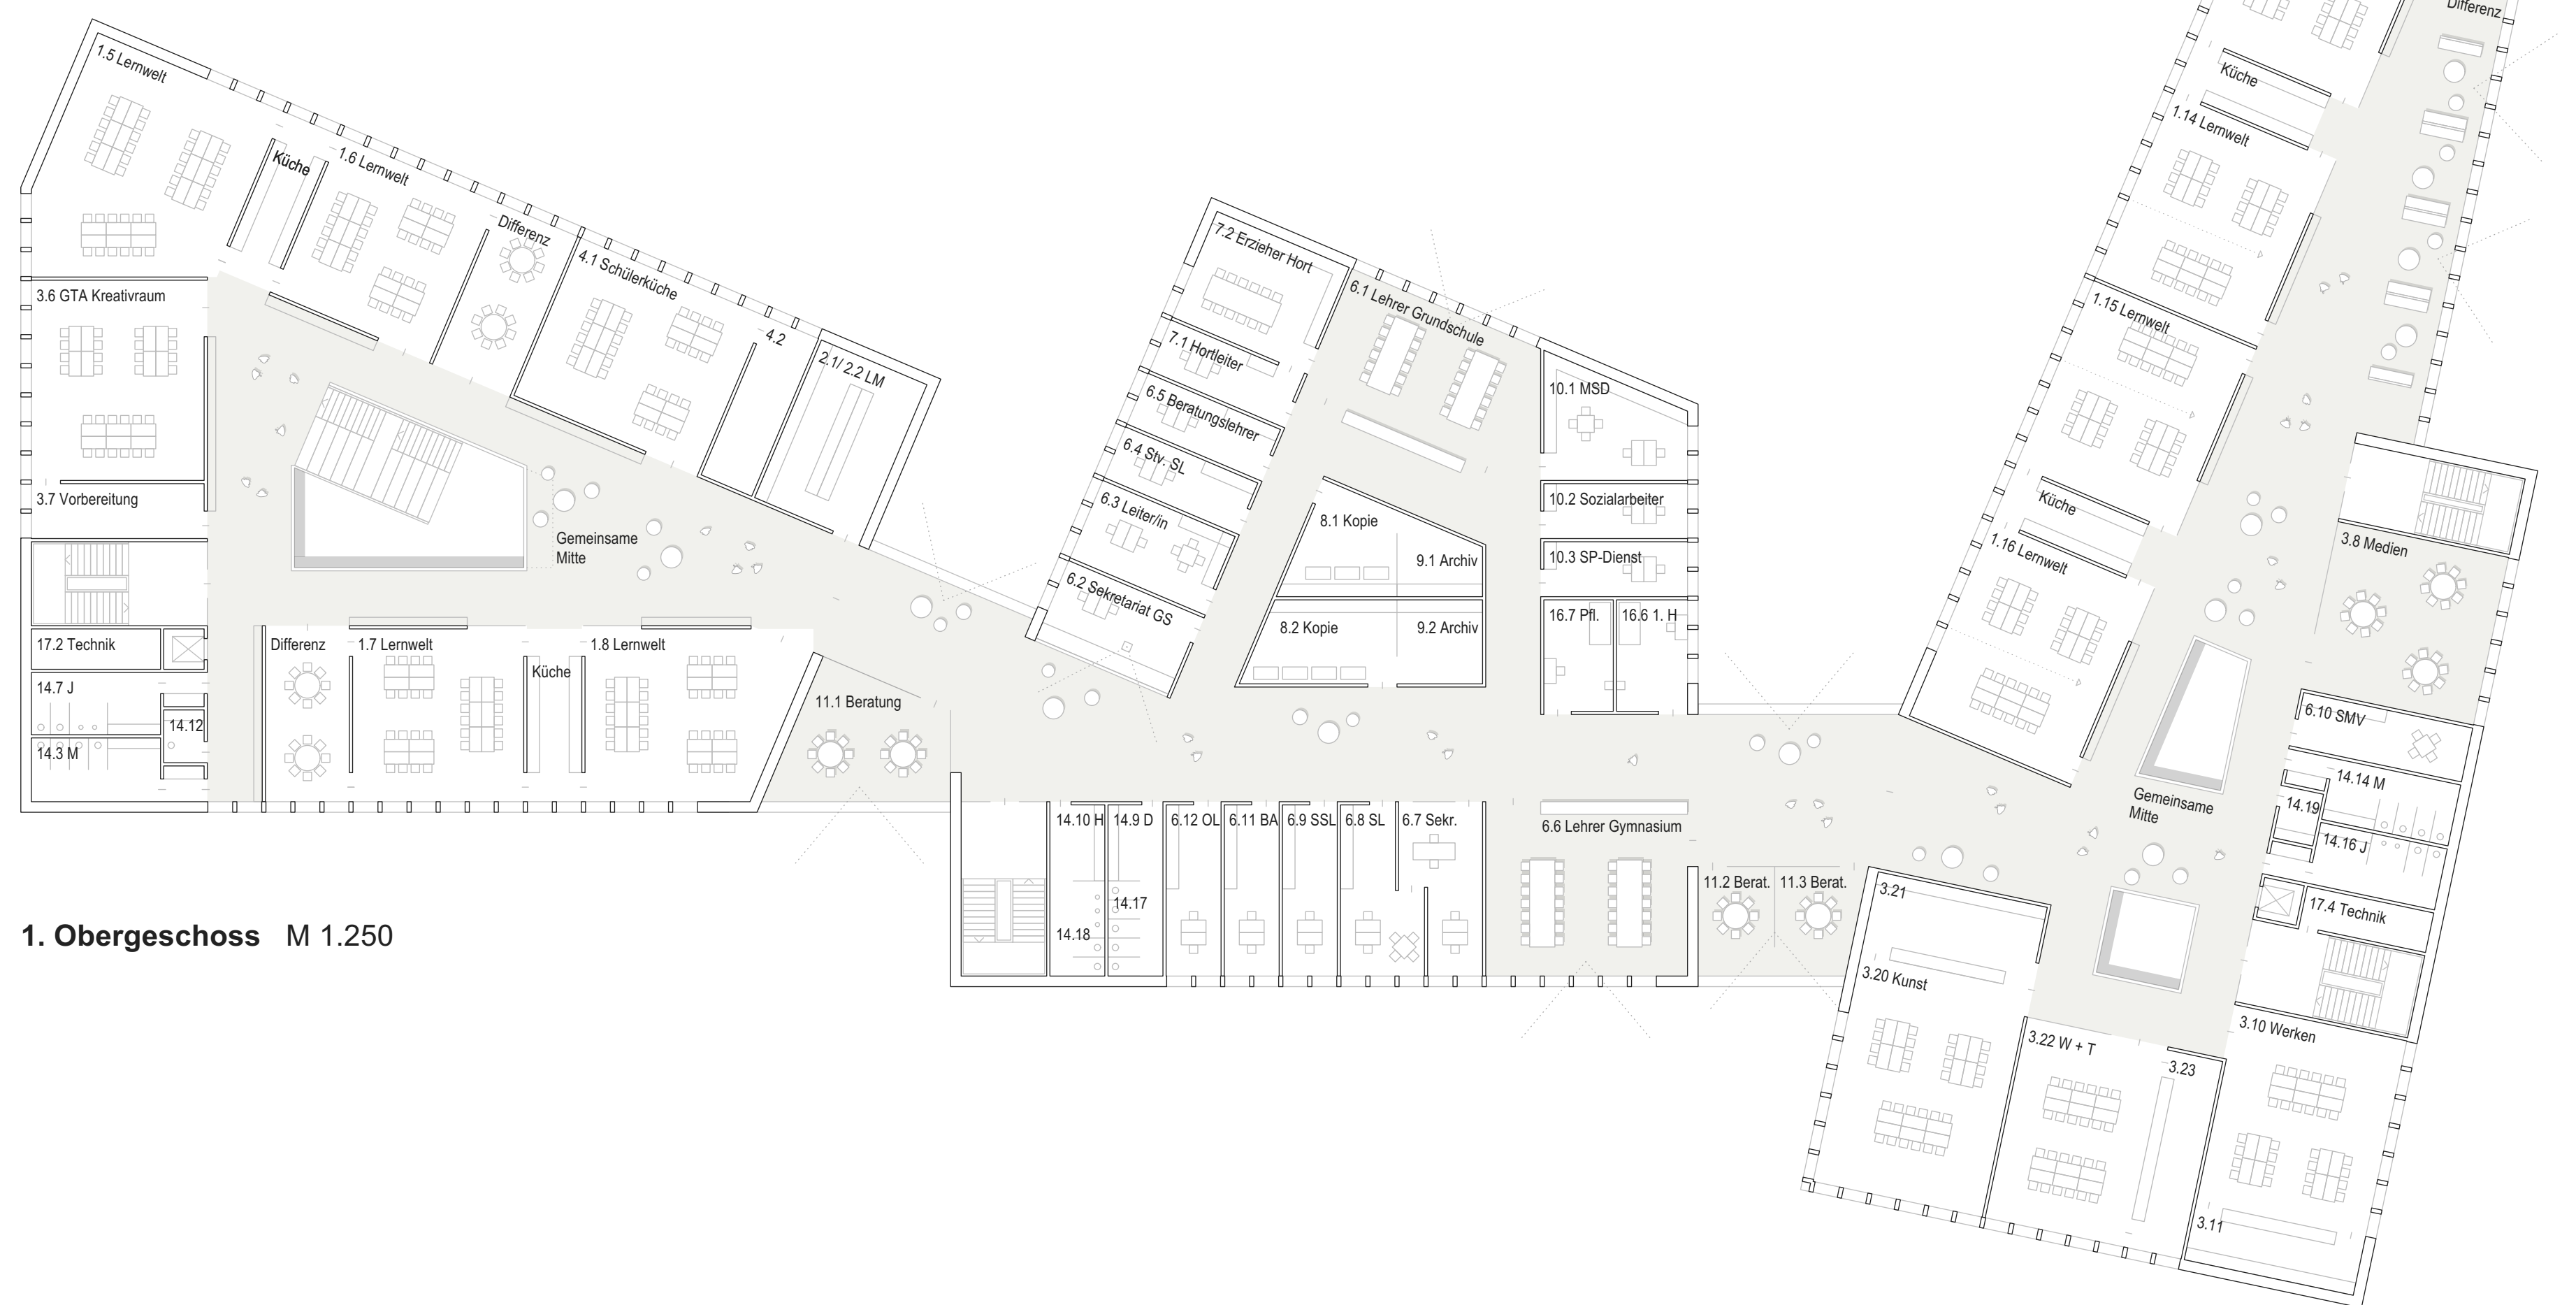 1.5 Lernwelt
Küche
1.6 Lernwelt
Differenz
4.1 Schülerküche
4.2
2.1/ 2.2 LM
3.6 GTA Kreativraum
3.7 Vorbereitung
Gemeinsame
Mitte
17.2 Technik
14.7 J
14.12
14.3 M
Differenz
1.7 Lernwelt
Küche
1.8 Lernwelt
11.1 Beratung
7.2 Erzieher Hort
7.1 Hortleiter
6.5 Beratungslehrer
6.4 Stv. SL
6.3 Leiter/in
6.2 Sekretariat GS
6.1 Lehrer Grundschule
8.1 Kopie
9.1 Archiv
8.2 Kopie
9.2 Archiv
10.1 MSD
10.2 Sozialarbeiter
10.3 SP-Dienst
16.7 Pfl.
16.6 1. H
14.10 H
14.9 D
14.17
14.18
6.12 OL
6.11 BA
6.9 SSL
6.8 SL
6.7 Sekr.
6.6 Lehrer Gymnasium
11.2 Berat.
11.3 Berat.
Differenz
Küche
1.14 Lernwelt
1.15 Lernwelt
Küche
1.16 Lernwelt
3.8 Medien
6.10 SMV
14.14 M
14.19
14.16 J
Gemeinsame
Mitte
17.4 Technik
3.21
3.20 Kunst
3.22 W + T
3.23
3.10 Werken
3.11
1. Obergeschoss M 1.250